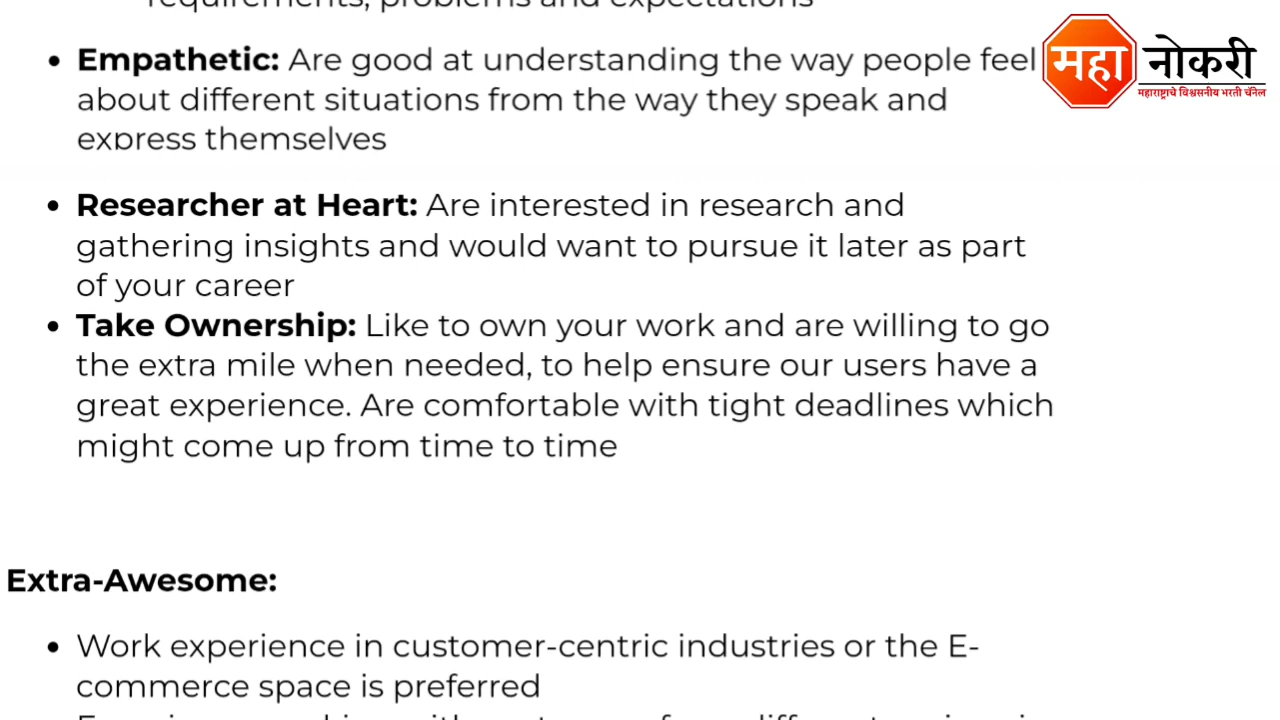 requirements, problems and expectations
• Empathetic: Are good at understanding the way people feel
about different situations from the way they speak and
express themselves
महा नोकरी
महाराष्ट्राचे विश्वसनीय भरती चॅनेल
• Researcher at Heart: Are interested in research and
gathering insights and would want to pursue it later as part
of your career
• Take Ownership: Like to own your work and are willing to go
the extra mile when needed, to help ensure our users have a
great experience. Are comfortable with tight deadlines which
might come up from time to time
Extra-Awesome:
• Work experience in customer-centric industries or the E-
commerce space is preferred